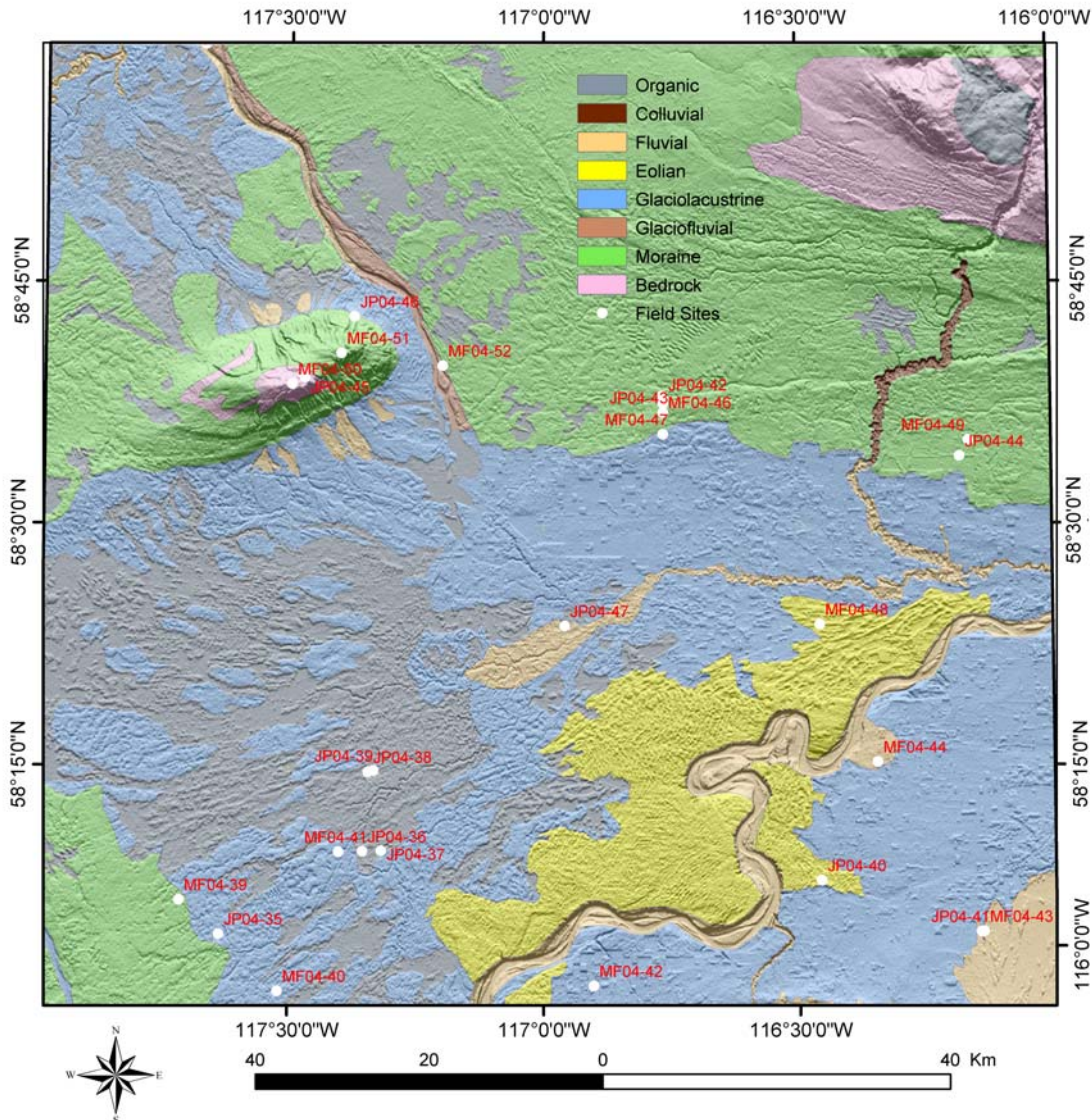 117°30'0"W 117°0'0"W 116°30'0"W 116°0'0"W
Organic
Colluvial
Fluvial
Eolian
Glaciolacustrine
Glaciofluvial
Moraine
Bedrock
Field Sites
58°45'0"N 58°45'0"N
JP04-46
MF04-51
MF04-52
MF04-50
JP04-45
JP04-42
JP04-43 MF04-46
MF04-47
MF04-49
JP04-44
58°30'0"N 58°30'0"N
JP04-47
MF04-48
58°15'0"N 58°15'0"N
MF04-44
JP04-39 JP04-38
MF04-41 JP04-36
JP04-37
JP04-40
MF04-39
JP04-35
JP04-41 MF04-43
116°0'0"W
MF04-40
MF04-42
117°30'0"W 117°0'0"W 116°30'0"W
N
W E
S
40 20 0 40 Km